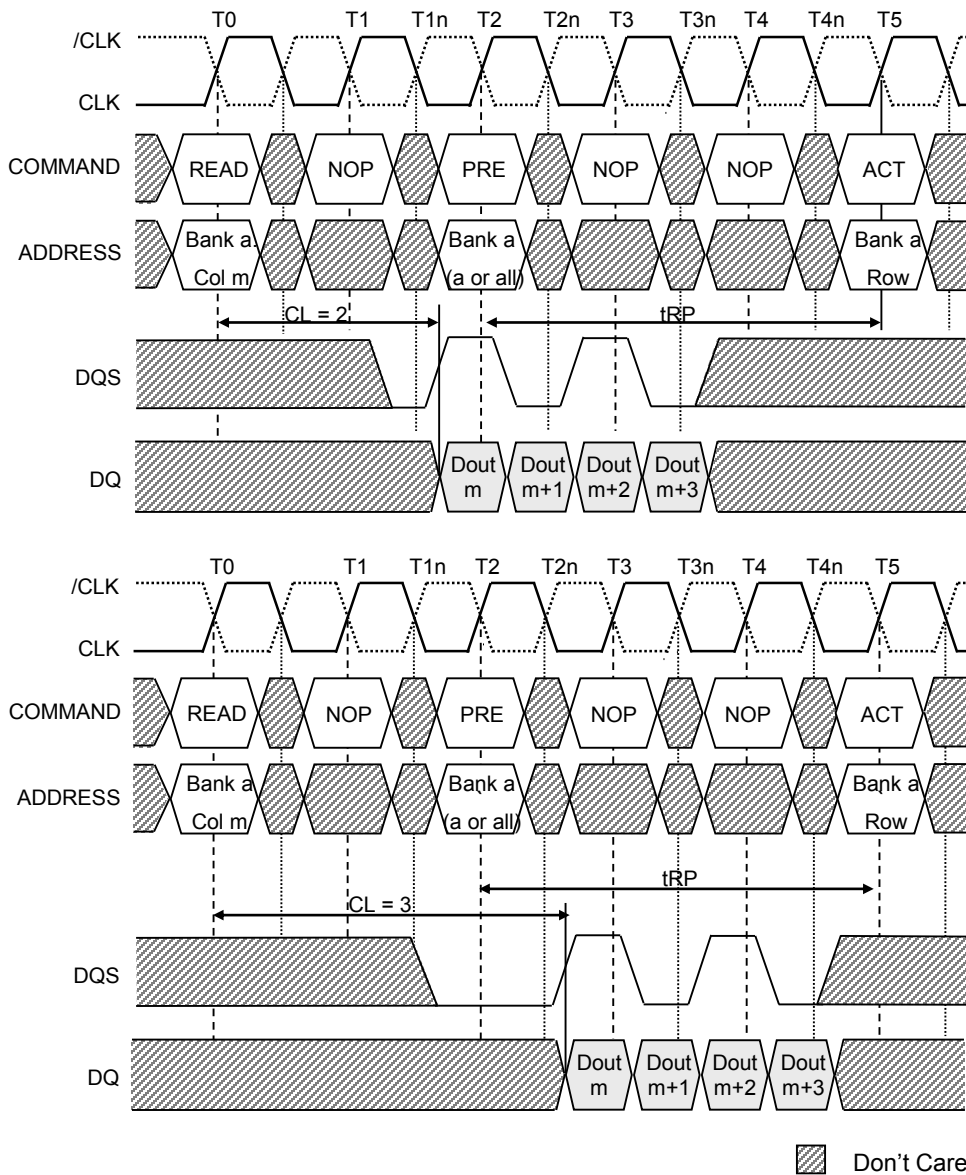 T0 T1 T1n T2 T2n T3 T3n T4 T4n T5
/CLK
CLK
COMMAND READ NOP PRE NOP NOP ACT
ADDRESS
Bank a. Bank a Bank a
Col m (a or all) Row
CL = 2 tRP
DQS
DQ
Dout Dout Dout Dout
m m+1 m+2 m+3
T0 T1 T1n T2 T2n T3 T3n T4 T4n T5
/CLK
CLK
COMMAND READ NOP PRE NOP NOP ACT
ADDRESS
Bank a Bank a Bank a
Col m (a or all) Row
tRP
CL = 3
DQS
DQ
Dout Dout Dout Dout
m m+1 m+2 m+3
Don't Care